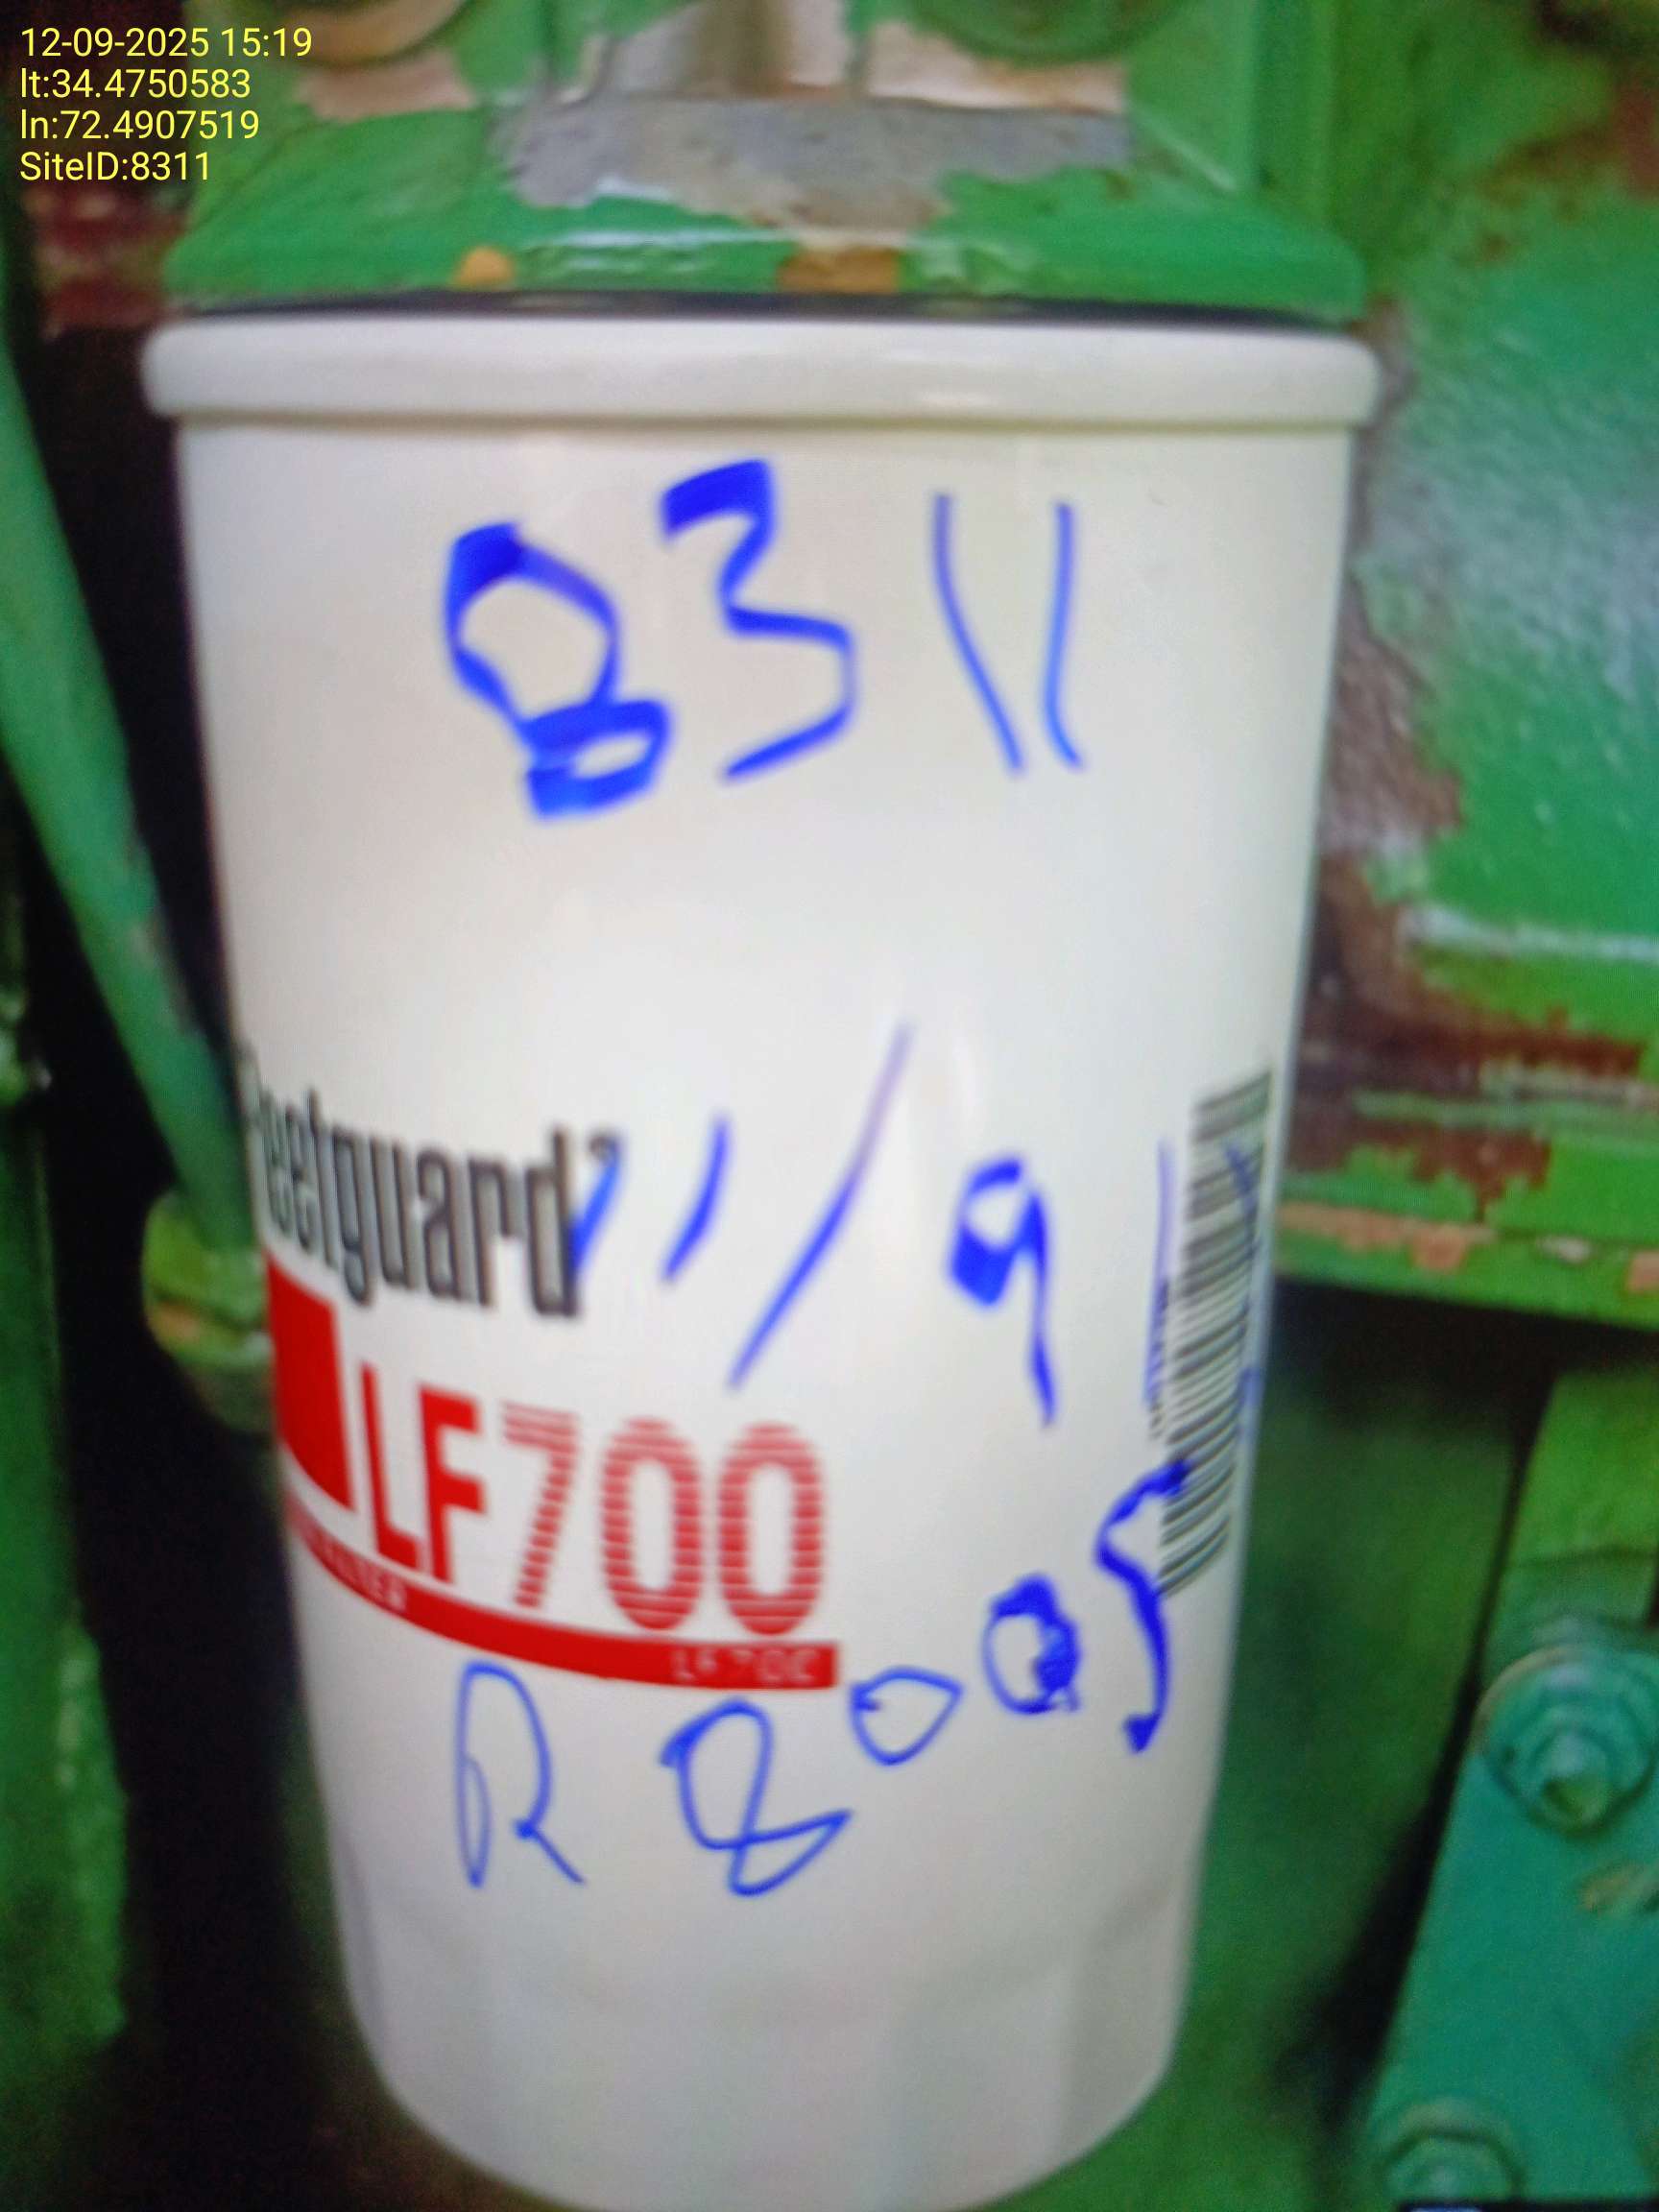 12-09-2025 15:19
lt:34.4750583
ln:72.4907519
SiteID:8311
8311
Fleetguard
11/9
LF700
LF700
R 8005